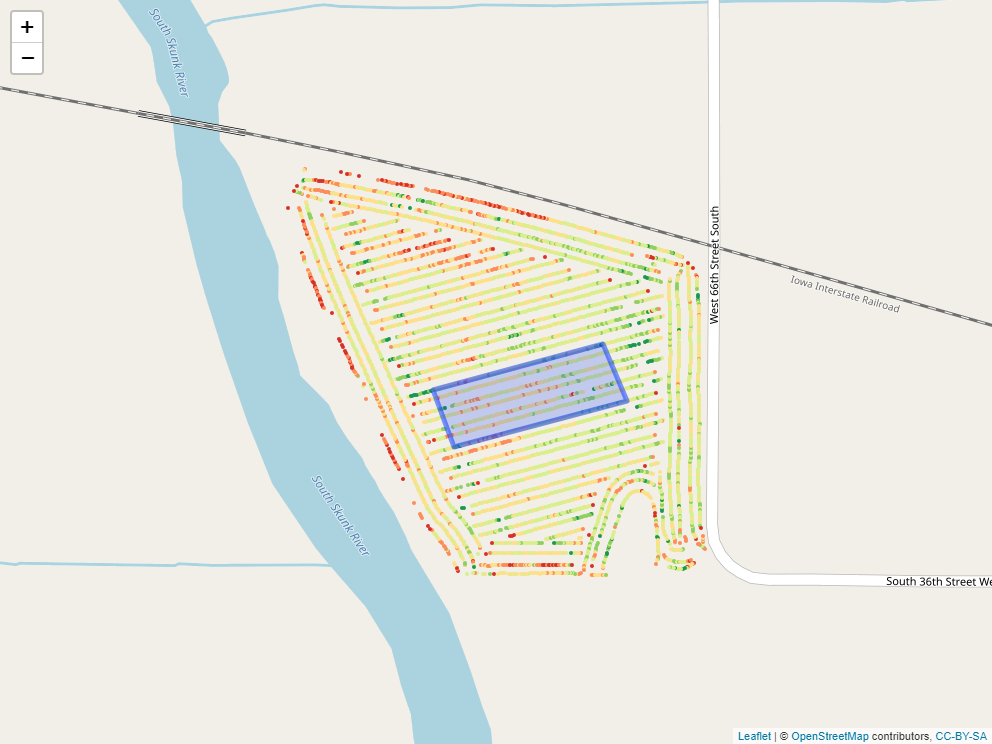 +
−
South Skunk River
West 66th Street South
Iowa Interstate Railroad
South Skunk River
South 36th Street We
Leaflet | © OpenStreetMap contributors, CC-BY-SA